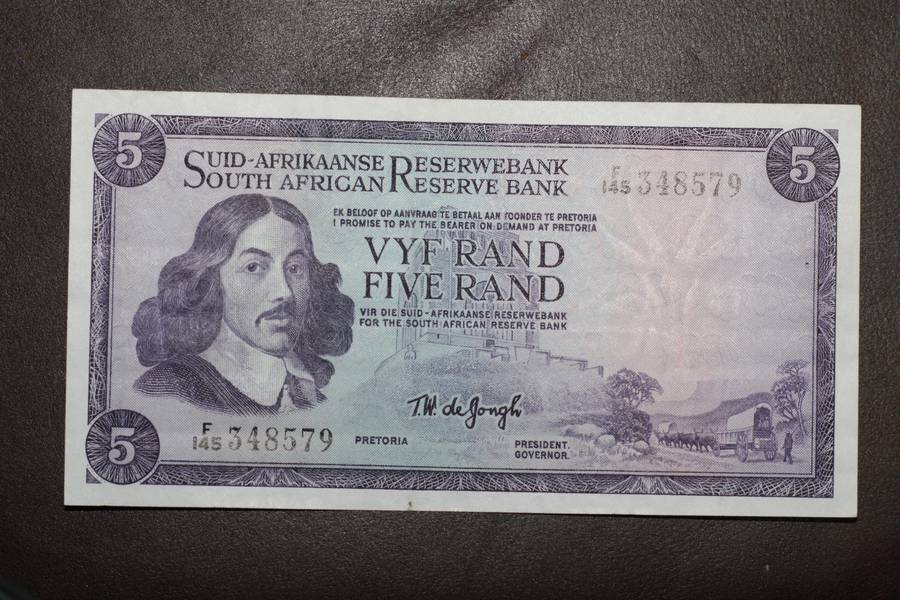 5
5
SUID-AFRIKAANSE RESERWEBANK
SOUTH AFRICAN RESERVE BANK
F
145 348579
EK BELOOF OP AANVRAAG TE BETAAL AAN TOONDER TE PRETORIA
I PROMISE TO PAY THE BEARER ON DEMAND AT PRETORIA
VYF RAND
FIVE RAND
VIR DIE SUID-AFRIKAANSE RESERWEBANK
FOR THE SOUTH AFRICAN RESERVE BANK
T.W. de Jongh
F
145 348579
PRETORIA
PRESIDENT.
GOVERNOR.
5